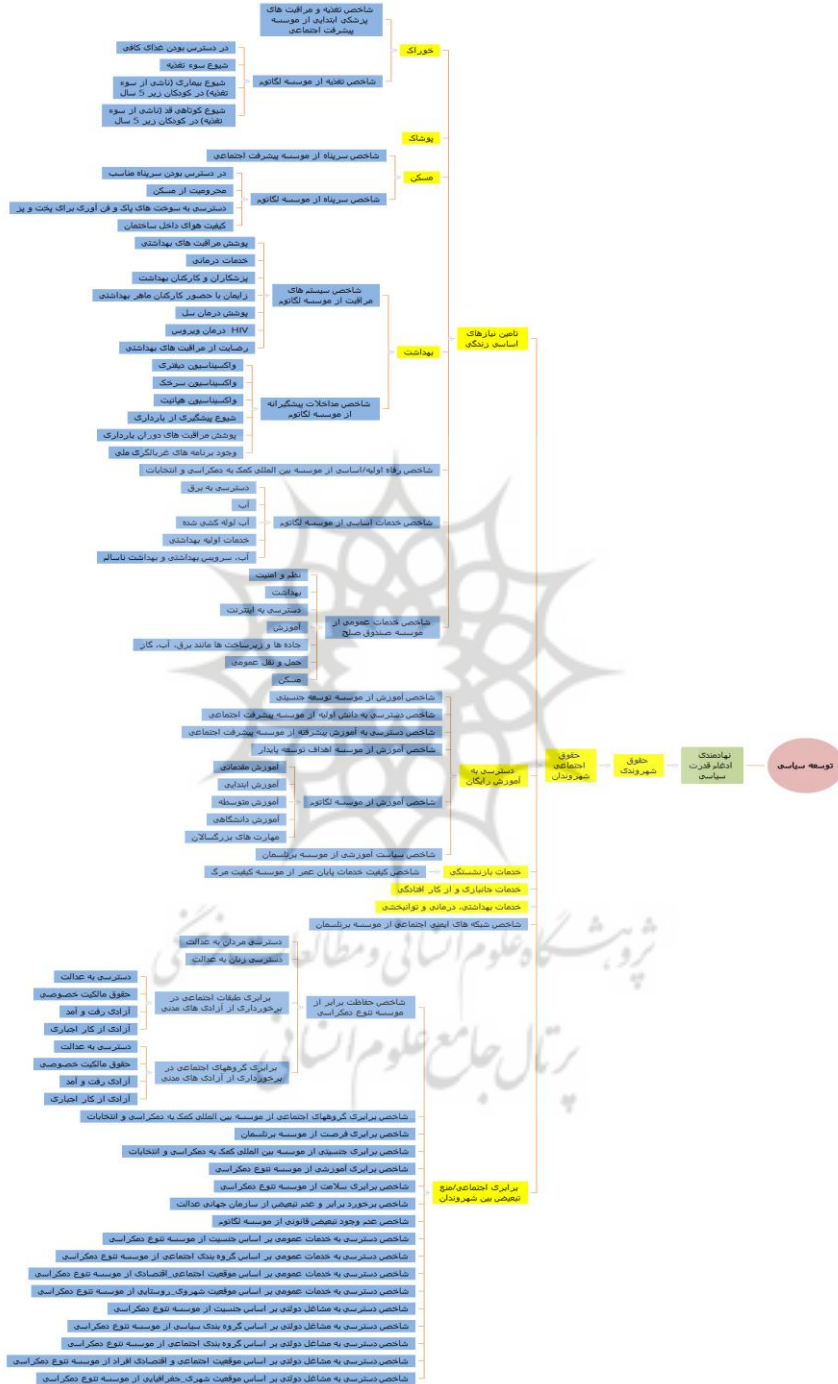 توسعه سیاسی
نهادمندی
ادغام قدرت
سیاسی
حقوق
شهروندی
حقوق
اجتماعی
شهروندان
تامین نیازهای
اساسی زندگی
خوراک
شاخص تغذیه و مراقبت های
پزشکی ابتدایی از موسسه
پیشرفت اجتماعی
شاخص تغذیه از موسسه لگاتوم
در دسترس بودن غذای کافی
شیوع سوء تغذیه
شیوع بیماری (ناشی از سوء
تغذیه) در کودکان زیر 5 سال
شیوع کوتاهی قد (ناشی از سوء
تغذیه) در کودکان زیر 5 سال
پوشاک
مسکن
شاخص سرپناه از موسسه پیشرفت اجتماعی
شاخص سرپناه از موسسه لگاتوم
در دسترس بودن سرپناه مناسب
محرومیت از مسکن
دسترسی به سوخت های پاک و فن آوری برای پخت و پز
کیفیت هوای داخل ساختمان
بهداشت
شاخص سیستم های
مراقبت از موسسه لگاتوم
پوشش مراقبت های بهداشتی
خدمات درمانی
پزشکاران و کارکنان بهداشت
زایمان با حضور کارکنان ماهر بهداشتی
پوشش درمان سل
HIV درمان ویروس
رضایت از مراقبت های بهداشتی
شاخص مداخلات پیشگیرانه
از موسسه لگاتوم
واکسیناسیون دیفتری
واکسیناسیون سرخک
واکسیناسیون هپاتیت
شیوع پیشگیری از بارداری
پوشش مراقبت های دوران بارداری
وجود برنامه های غربالگری ملی
شاخص رفاه اولیه/اساسی از موسسه بین المللی کمک به دمکراسی و انتخابات
شاخص خدمات اساسی از موسسه لگاتوم
دسترسی به برق
آب
آب لوله کشی شده
خدمات اولیه بهداشتی
آب، سرویس بهداشتی و بهداشت ناسالم
شاخص خدمات عمومی از
موسسه صندوق صلح
نظم و امنیت
بهداشت
دسترسی به اینترنت
آموزش
جاده ها و زیرساخت ها مانند برق، آب، گاز
حمل و نقل عمومی
مسکن
دسترسی به
آموزش رایگان
شاخص آموزش از موسسه توسعه جنسیتی
شاخص دسترسی به دانش اولیه از موسسه پیشرفت اجتماعی
شاخص دسترسی به آموزش پیشرفته از موسسه پیشرفت اجتماعی
شاخص آموزش از موسسه اهداف توسعه پایدار
شاخص آموزش از موسسه لگاتوم
آموزش مقدماتی
آموزش ابتدایی
آموزش متوسطه
آموزش دانشگاهی
مهارت های بزرگسالان
شاخص سیاست آموزشی از موسسه برتلسمان
خدمات بازنشستگی
شاخص کیفیت خدمات پایان عمر از موسسه کیفیت مرگ
خدمات جانبازی و از کار افتادگی
خدمات بهداشتی، درمانی و توانبخشی
شاخص شبکه های ایمنی اجتماعی از موسسه برتلسمان
برابری اجتماعی/منع
تبعیض بین شهروندان
شاخص حفاظت برابر از
موسسه تنوع دمکراسی
دسترسی مردان به عدالت
دسترسی زنان به عدالت
برابری طبقات اجتماعی در
برخورداری از آزادی های مدنی
دسترسی به عدالت
حقوق مالکیت خصوصی
آزادی رفت و آمد
آزادی از کار اجباری
برابری گروههای اجتماعی در
برخورداری از آزادی های مدنی
دسترسی به عدالت
حقوق مالکیت خصوصی
آزادی رفت و آمد
آزادی از کار اجباری
شاخص برابری گروههای اجتماعی از موسسه بین المللی کمک به دمکراسی و انتخابات
شاخص برابری فرصت از موسسه برتلسمان
شاخص برابری جنسیتی از موسسه بین المللی کمک به دمکراسی و انتخابات
شاخص برابری آموزشی از موسسه تنوع دمکراسی
شاخص برابری سلامت از موسسه تنوع دمکراسی
شاخص برخورد برابر و عدم تبعیض از سازمان جهانی عدالت
شاخص عدم وجود تبعیض قانونی از موسسه لگاتوم
شاخص دسترسی به خدمات عمومی بر اساس جنسیت از موسسه تنوع دمکراسی
شاخص دسترسی به خدمات عمومی بر اساس گروه بندی اجتماعی از موسسه تنوع دمکراسی
شاخص دسترسی به خدمات عمومی بر اساس موقعیت اجتماعی_اقتصادی از موسسه تنوع دمکراسی
شاخص دسترسی به خدمات عمومی بر اساس موقعیت شهروی_روستایی از موسسه تنوع دمکراسی
شاخص دسترسی به مشاغل دولتی بر اساس جنسیت از موسسه تنوع دمکراسی
شاخص دسترسی به مشاغل دولتی بر اساس گروه بندی سیاسی از موسسه تنوع دمکراسی
شاخص دسترسی به مشاغل دولتی بر اساس گروه بندی اجتماعی از موسسه تنوع دمکراسی
شاخص دسترسی به مشاغل دولتی بر اساس موقعیت اجتماعی و اقتصادی افراد از موسسه تنوع دمکراسی
شاخص دسترسی به مشاغل دولتی بر اساس موقعیت شهری_جغرافیایی از موسسه تنوع دمکراسی
پژوهشگاه علوم انسانی و مطالعات فرهنگی
پرتال جامع علوم انسانی